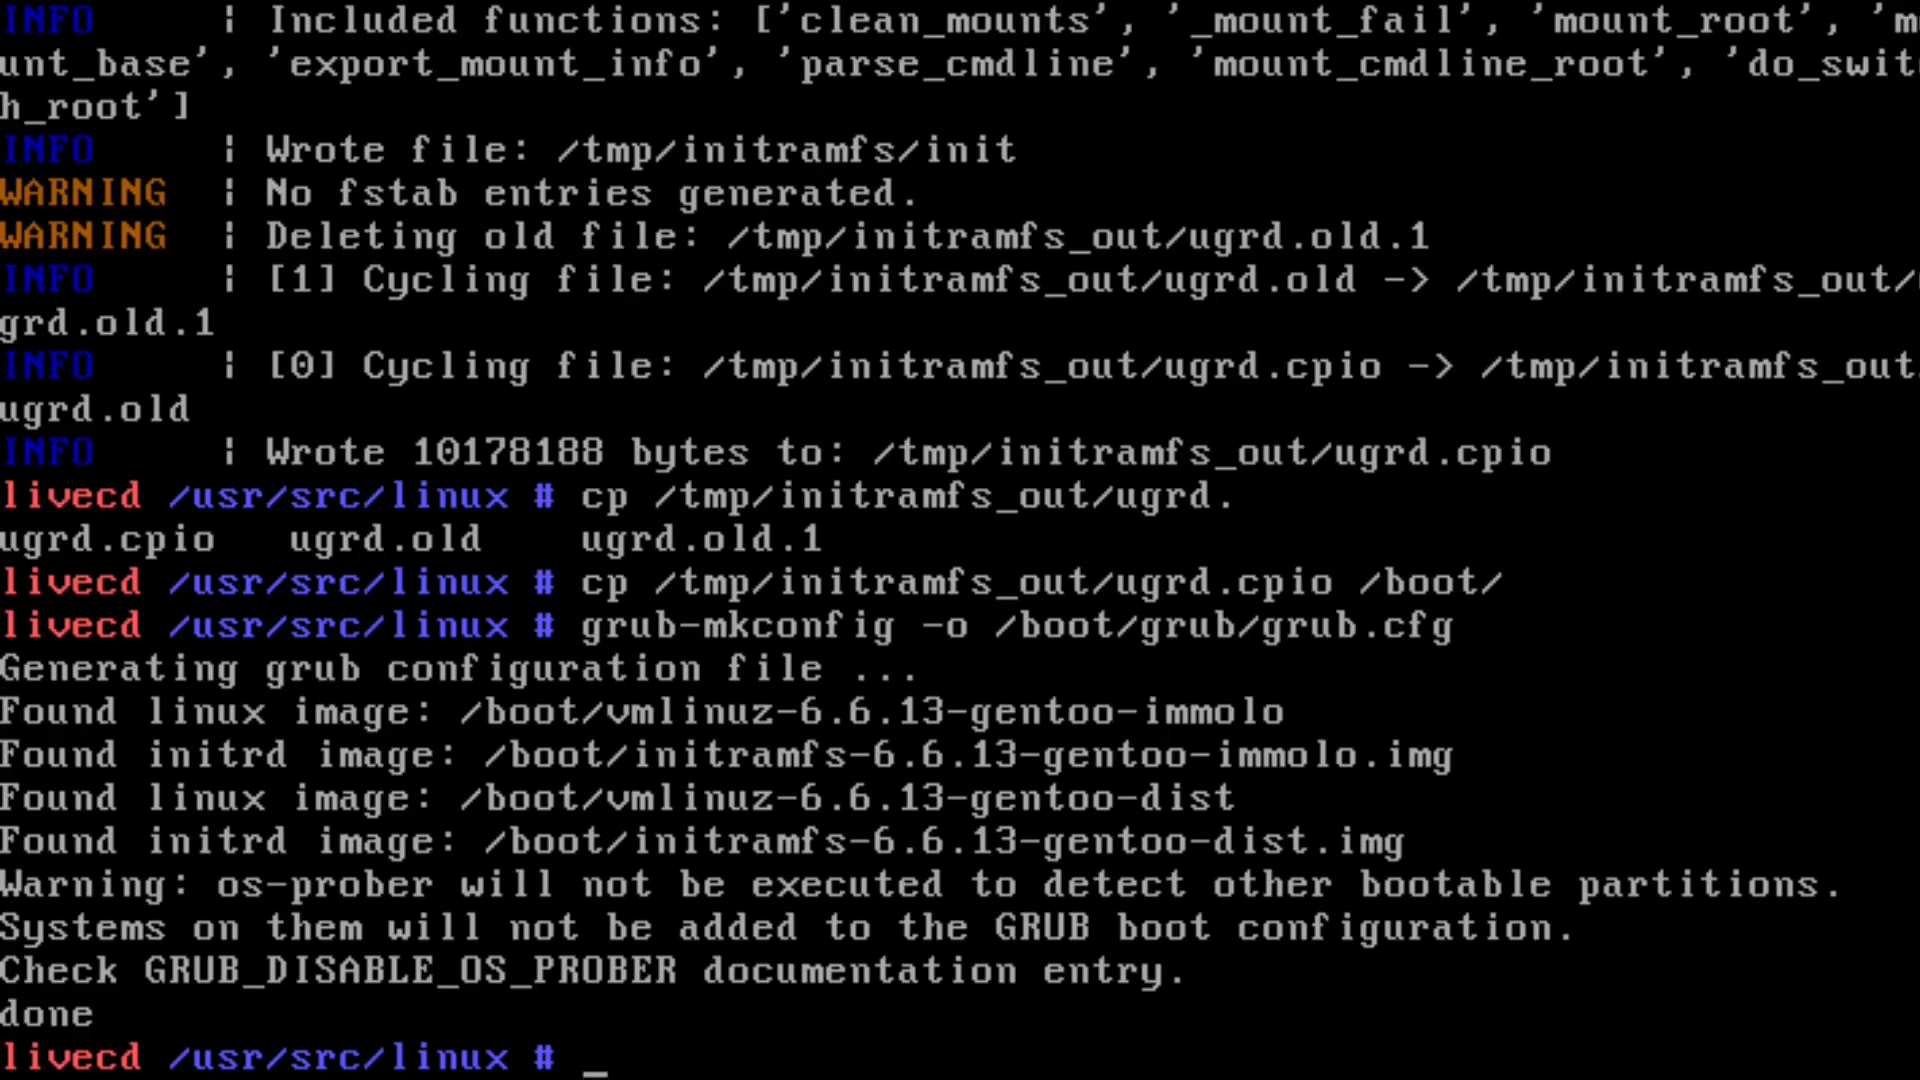 INFO     | Included functions: ['clean_mounts', '_mount_fail', 'mount_root', 'm
unt_base', 'export_mount_info', 'parse_cmdline', 'mount_cmdline_root', 'do_swit
h_root']
INFO     | Wrote file: /tmp/initramfs/init
WARNING  | No fstab entries generated.
WARNING  | Deleting old file: /tmp/initramfs_out/ugrd.old.1
INFO     | [1] Cycling file: /tmp/initramfs_out/ugrd.old -> /tmp/initramfs_out/
grd.old.1
INFO     | [0] Cycling file: /tmp/initramfs_out/ugrd.cpio -> /tmp/initramfs_out
ugrd.old
INFO     | Wrote 10178188 bytes to: /tmp/initramfs_out/ugrd.cpio
livecd /usr/src/linux # cp /tmp/initramfs_out/ugrd.
ugrd.cpio   ugrd.old    ugrd.old.1
livecd /usr/src/linux # cp /tmp/initramfs_out/ugrd.cpio /boot/
livecd /usr/src/linux # grub-mkconfig -o /boot/grub/grub.cfg
Generating grub configuration file ...
Found linux image: /boot/vmlinuz-6.6.13-gentoo-immolo
Found initrd image: /boot/initramfs-6.6.13-gentoo-immolo.img
Found linux image: /boot/vmlinuz-6.6.13-gentoo-dist
Found initrd image: /boot/initramfs-6.6.13-gentoo-dist.img
Warning: os-prober will not be executed to detect other bootable partitions.
Systems on them will not be added to the GRUB boot configuration.
Check GRUB_DISABLE_OS_PROBER documentation entry.
done
livecd /usr/src/linux # _